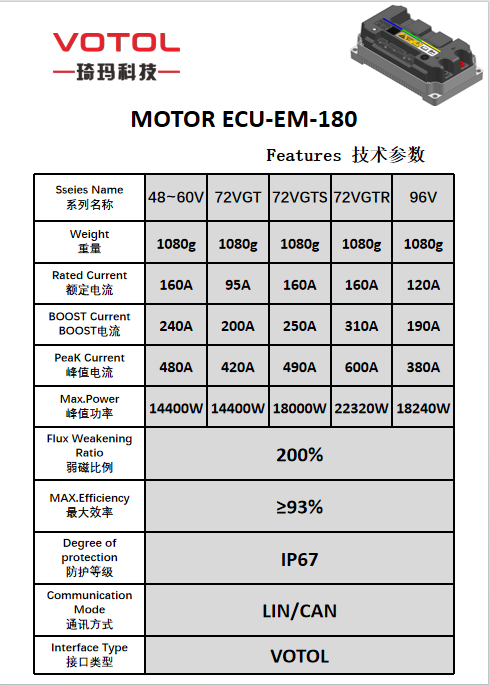 VOTOL
琦玛科技
MOTOR ECU-EM-180
Features 技术参数
Sseies Name
系列名称
48~60V 72VGT 72VGTS 72VGTR 96V
Weight
重量
1080g 1080g 1080g 1080g 1080g
Rated Current
额定电流
160A 95A 160A 160A 120A
BOOST Current
BOOST电流
240A 200A 250A 310A 190A
PeaK Current
峰值电流
480A 420A 490A 600A 380A
Max.Power
峰值功率
14400W 14400W 18000W 22320W 18240W
Flux Weakening
Ratio
弱磁比例
200%
MAX.Efficiency
最大效率
≥93%
Degree of
protection
防护等级
IP67
Communication
Mode
通讯方式
LIN/CAN
Interface Type
接口类型
VOTOL